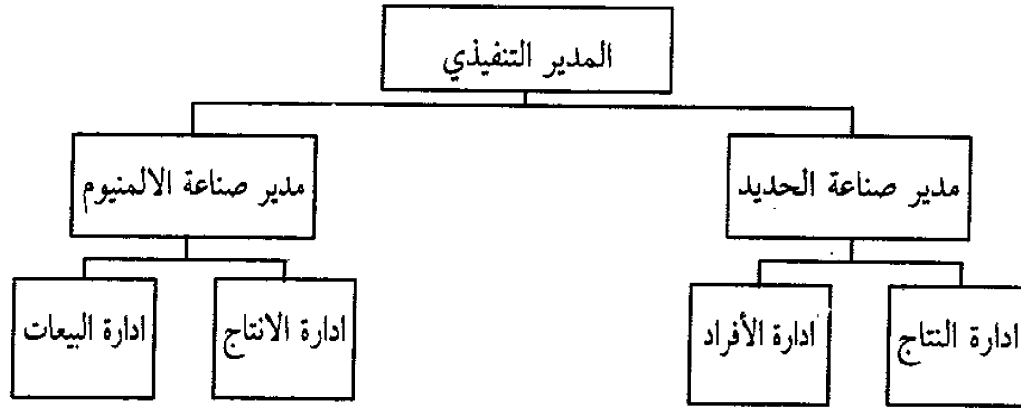 المدير التنفيذي
مدير صناعة الحديد
مدير صناعة الالمنيوم
ادارة النتاج
ادارة الأفراد
ادارة الانتاج
ادارة البيعات